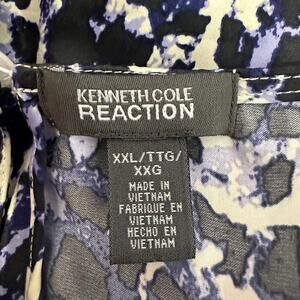 KENNETH COLE
REACTION
XXL/TTG/
XXG
MADE IN
VIETNAM
FABRIQUE EN
VIETNAM
HECHO EN
VIETNAM